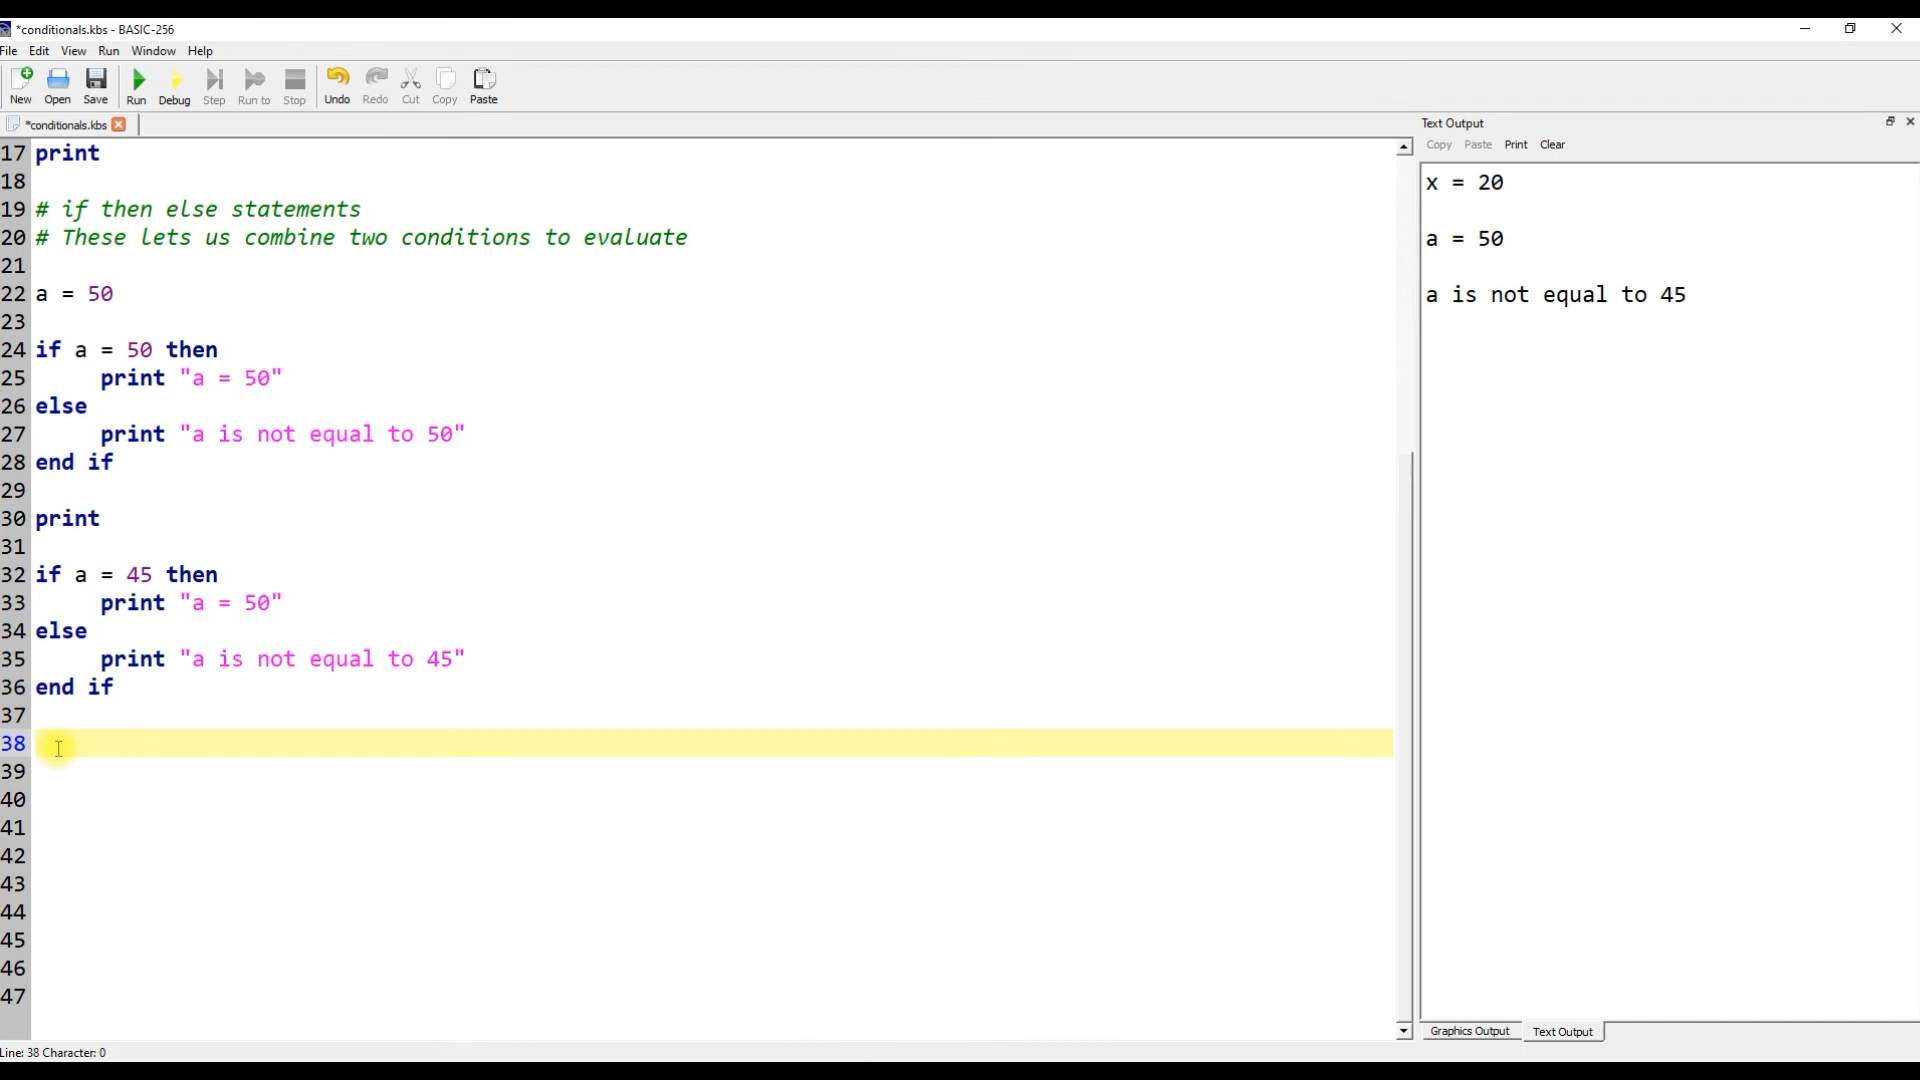 *conditionals.kbs - BASIC-256
File Edit View Run Window Help
New Open Save Run Debug Step Run to Stop Undo Redo Cut Copy Paste
*conditionals.kbs
17 print
18
19 # if then else statements
20 # These lets us combine two conditions to evaluate
21
22 a = 50
23
24 if a = 50 then
25 print "a = 50"
26 else
27 print "a is not equal to 50"
28 end if
29
30 print
31
32 if a = 45 then
33 print "a = 50"
34 else
35 print "a is not equal to 45"
36 end if
37
38
39
40
41
42
43
44
45
46
47
Text Output
Copy Paste Print Clear
x = 20
a = 50
a is not equal to 45
Graphics Output Text Output
Line: 38 Character: 0